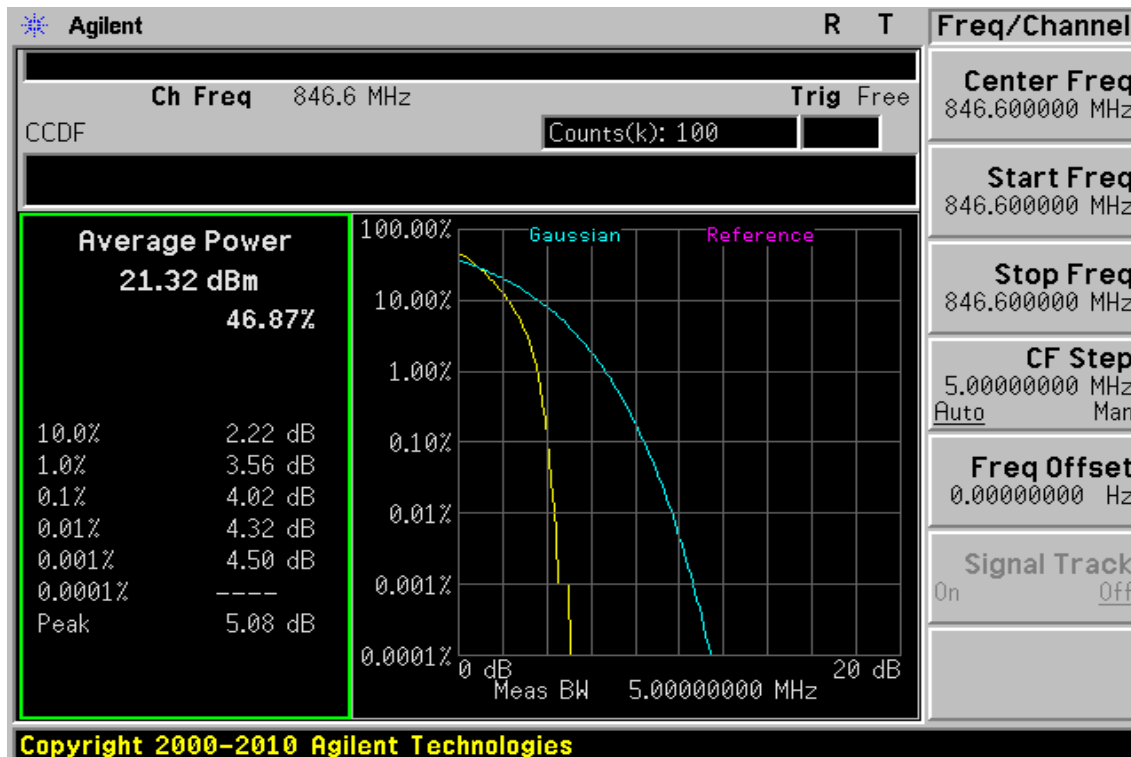 Agilent R T
Ch Freq 846.6 MHz Trig Free
CCDF Counts(k): 100
Average Power
21.32 dBm
46.87%
10.0% 2.22 dB
1.0% 3.56 dB
0.1% 4.02 dB
0.01% 4.32 dB
0.001% 4.50 dB
0.0001% ----
Peak 5.08 dB
Gaussian Reference
100.00%
10.00%
1.00%
0.10%
0.01%
0.001%
0.0001%
0 dB 20 dB
Meas BW 5.00000000 MHz
Freq/Channel
Center Freq
846.600000 MHz
Start Freq
846.600000 MHz
Stop Freq
846.600000 MHz
CF Step
5.00000000 MHz
Auto Man
Freq Offset
0.00000000 Hz
Signal Track
On Off
Copyright 2000-2010 Agilent Technologies